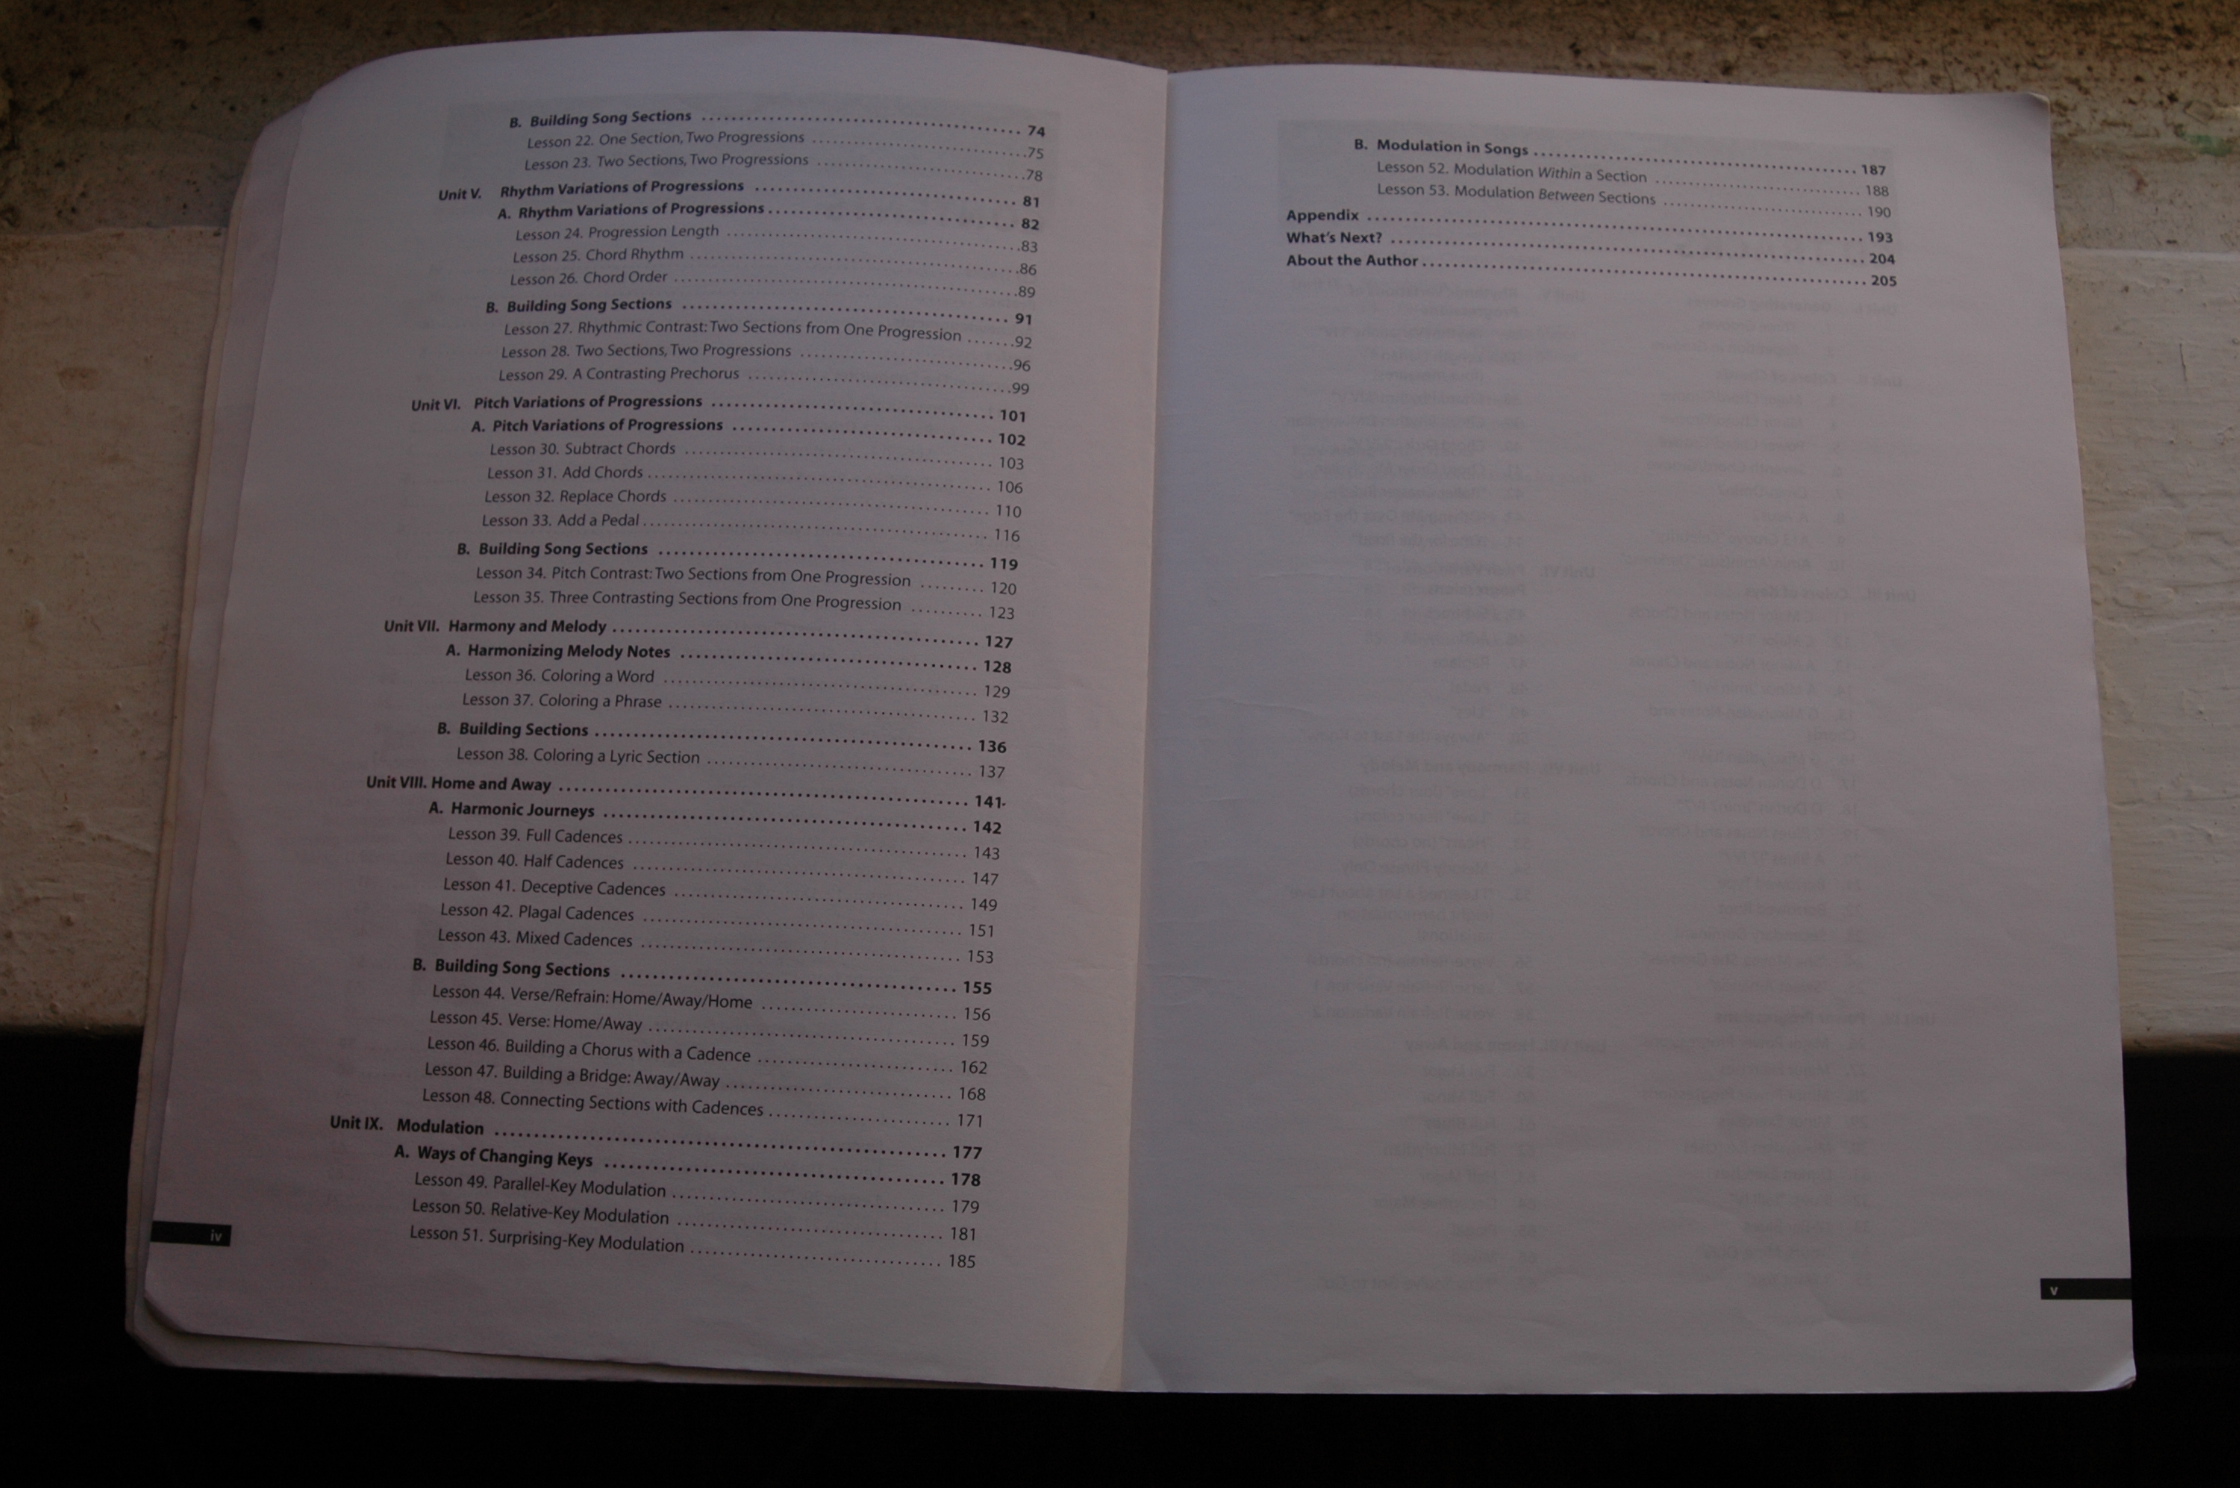 B. Building Song Sections ........ 74
Lesson 22. One Section, Two Progressions ........ 75
Lesson 23. Two Sections, Two Progressions ........ 78
Unit V. Rhythm Variations of Progressions ........ 81
A. Rhythm Variations of Progressions ........ 82
Lesson 24. Progression Length ........ 83
Lesson 25. Chord Rhythm ........ 86
Lesson 26. Chord Order ........ 89
B. Building Song Sections ........ 91
Lesson 27. Rhythmic Contrast: Two Sections from One Progression ....... 92
Lesson 28. Two Sections, Two Progressions ........ 96
Lesson 29. A Contrasting Prechorus ........ 99
Unit VI. Pitch Variations of Progressions ........ 101
A. Pitch Variations of Progressions ........ 102
Lesson 30. Subtract Chords ........ 103
Lesson 31. Add Chords ........ 106
Lesson 32. Replace Chords ........ 110
Lesson 33. Add a Pedal ........ 116
B. Building Song Sections ........ 119
Lesson 34. Pitch Contrast: Two Sections from One Progression ........ 120
Lesson 35. Three Contrasting Sections from One Progression ........ 123
Unit VII. Harmony and Melody ........ 127
A. Harmonizing Melody Notes ........ 128
Lesson 36. Coloring a Word ........ 129
Lesson 37. Coloring a Phrase ........ 132
B. Building Sections ........ 136
Lesson 38. Coloring a Lyric Section ........ 137
Unit VIII. Home and Away ........ 141
A. Harmonic Journeys ........ 142
Lesson 39. Full Cadences ........ 143
Lesson 40. Half Cadences ........ 147
Lesson 41. Deceptive Cadences ........ 149
Lesson 42. Plagal Cadences ........ 151
Lesson 43. Mixed Cadences ........ 153
B. Building Song Sections ........ 155
Lesson 44. Verse/Refrain: Home/Away/Home ........ 156
Lesson 45. Verse: Home/Away ........ 159
Lesson 46. Building a Chorus with a Cadence ........ 162
Lesson 47. Building a Bridge: Away/Away ........ 168
Lesson 48. Connecting Sections with Cadences ........ 171
Unit IX. Modulation ........ 177
A. Ways of Changing Keys ........ 178
Lesson 49. Parallel-Key Modulation ........ 179
Lesson 50. Relative-Key Modulation ........ 181
Lesson 51. Surprising-Key Modulation ........ 185
iv
B. Modulation in Songs ........ 187
Lesson 52. Modulation Within a Section ........ 188
Lesson 53. Modulation Between Sections ........ 190
Appendix ........ 193
What's Next? ........ 204
About the Author ........ 205
v